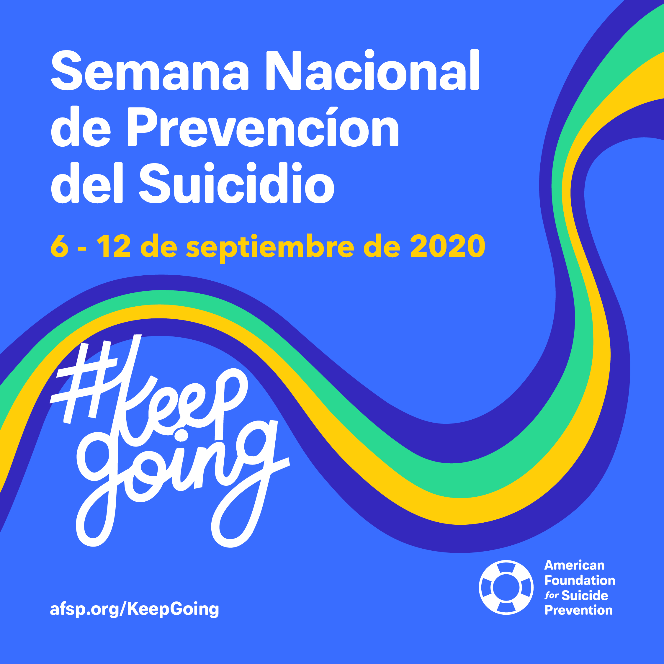 Semana Nacional
de Prevencíon
del Suicidio
6 - 12 de septiembre de 2020
#keep
going
afsp.org/KeepGoing
American
Foundation
for Suicide
Prevention